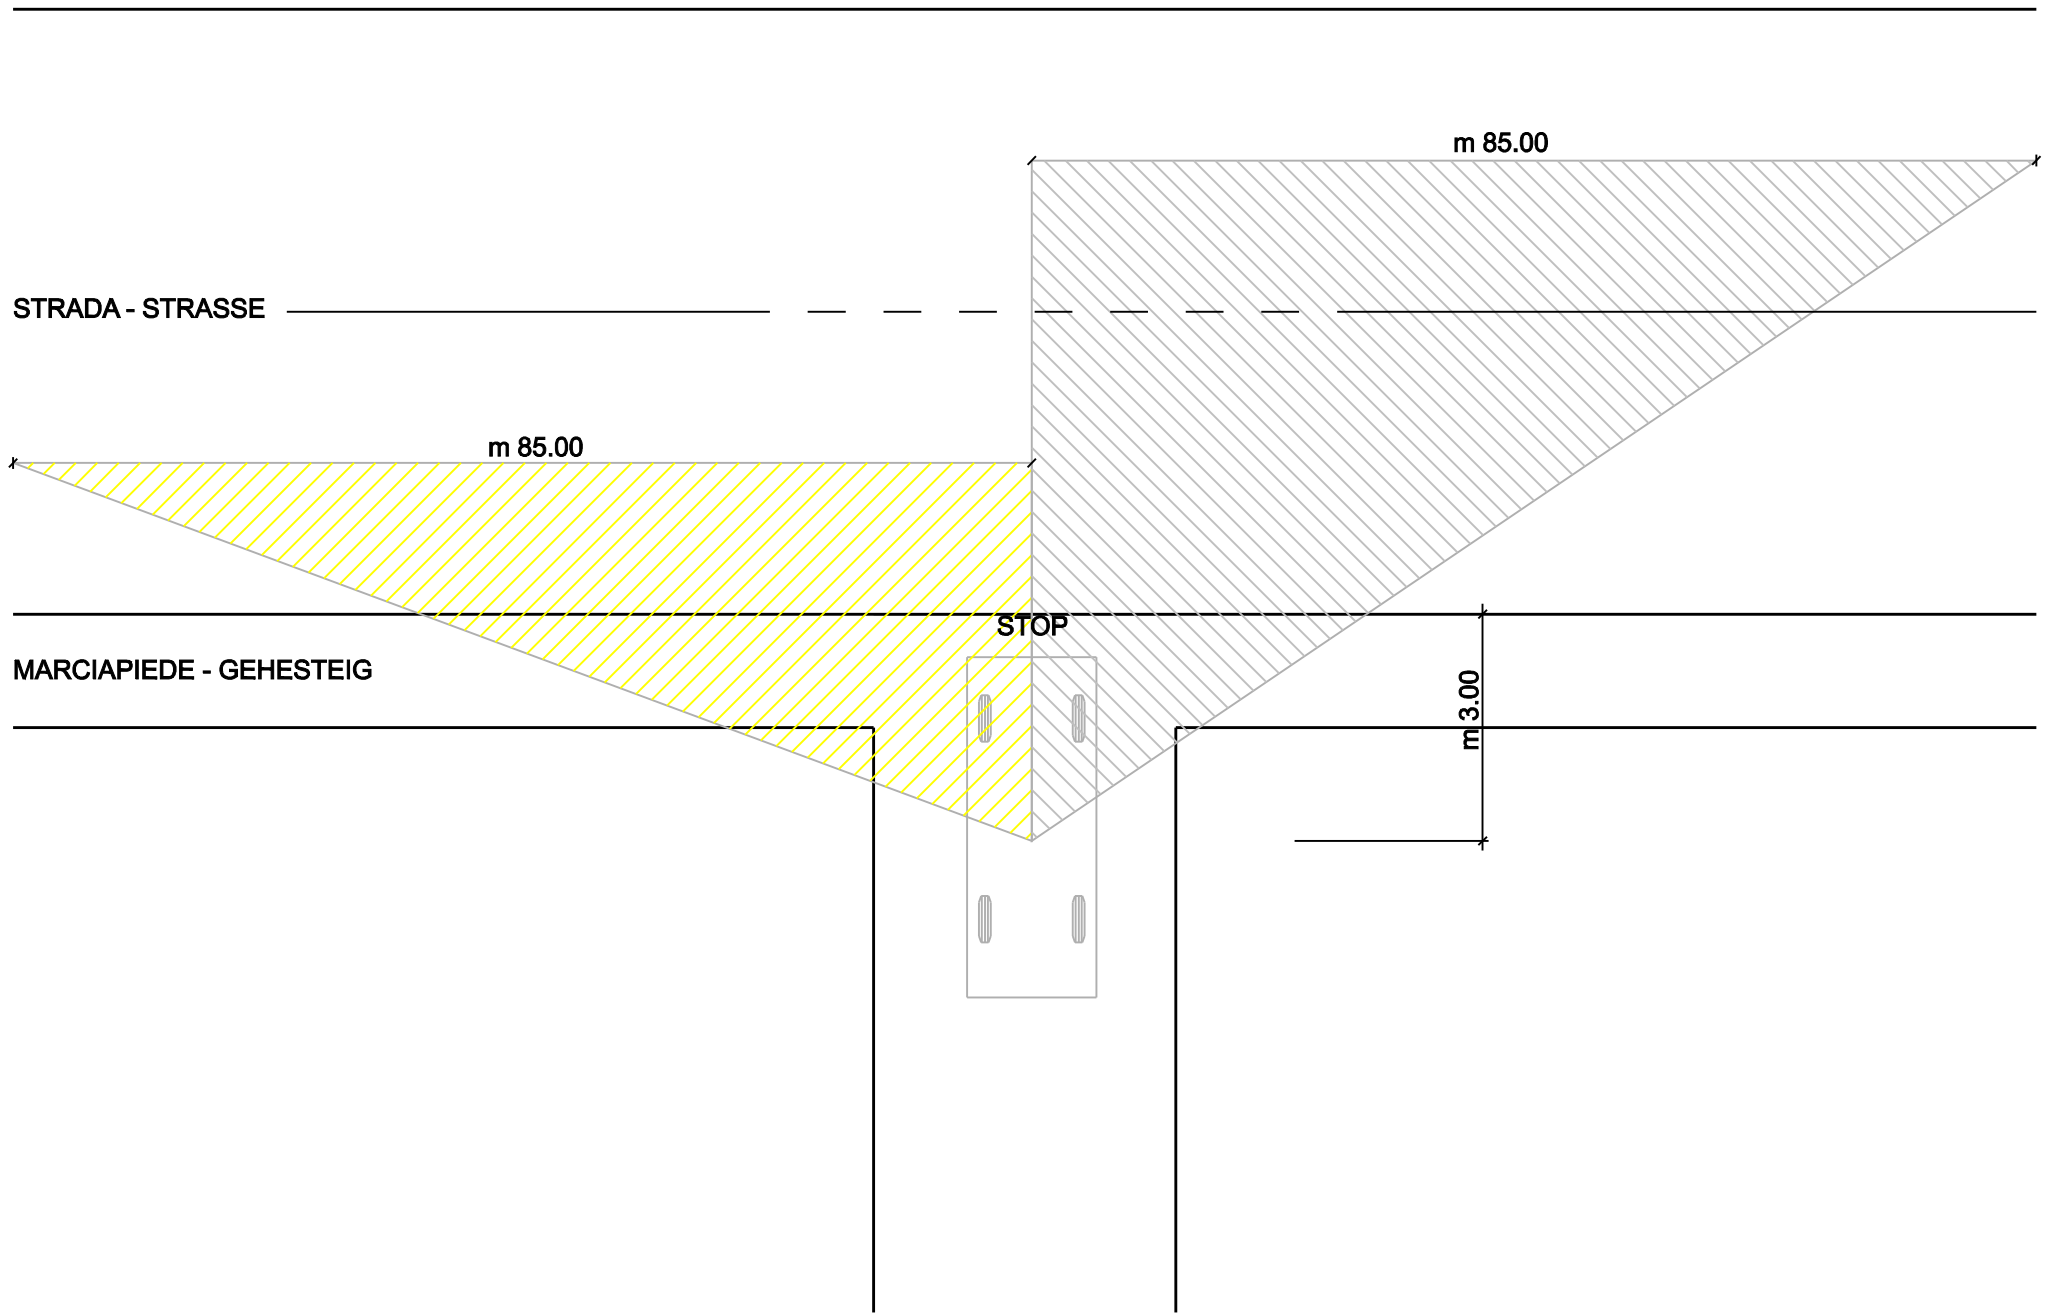 m 85.00
STRADA - STRASSE
m 85.00
STOP
MARCIAPIEDE - GEHESTEIG
m 3.00